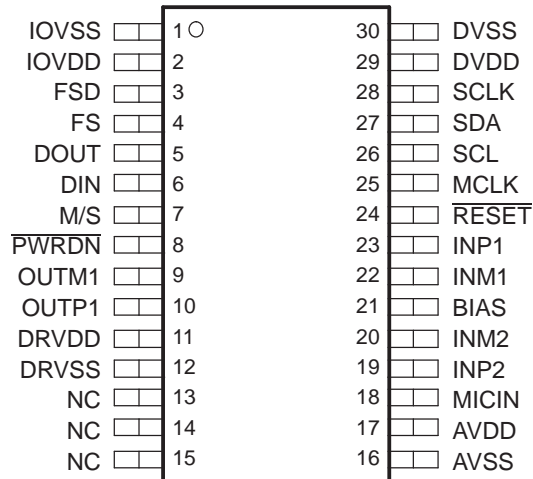 IOVSS 1 30 DVSS
IOVDD 2 29 DVDD
FSD 3 28 SCLK
FS 4 27 SDA
DOUT 5 26 SCL
DIN 6 25 MCLK
M/S 7 24 RESET
PWRDN 8 23 INP1
OUTM1 9 22 INM1
OUTP1 10 21 BIAS
DRVDD 11 20 INM2
DRVSS 12 19 INP2
NC 13 18 MICIN
NC 14 17 AVDD
NC 15 16 AVSS